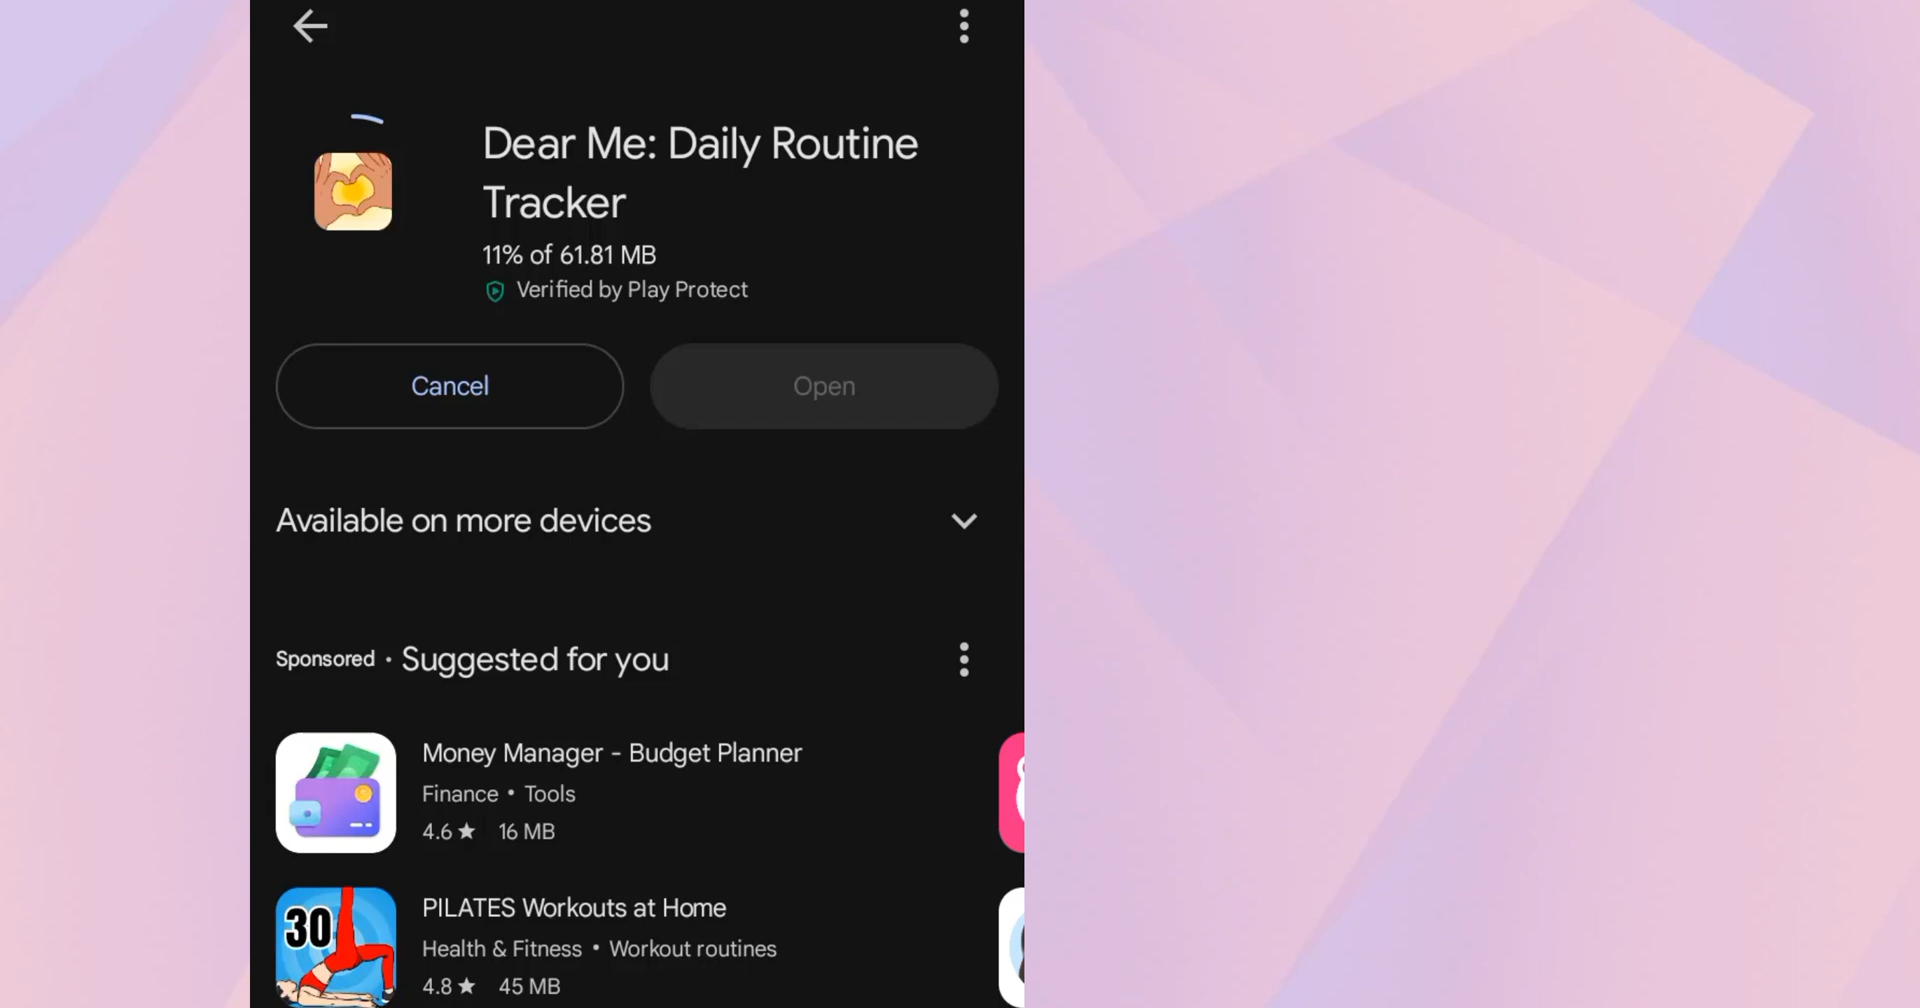 Dear Me: Daily Routine
Tracker
11% of 61.81 MB
Verified by Play Protect
Cancel
Open
Available on more devices
Sponsored • Suggested for you
Money Manager - Budget Planner
Finance • Tools
4.6★ 16 MB
30
PILATES Workouts at Home
Health & Fitness • Workout routines
4.8★ 45 MB